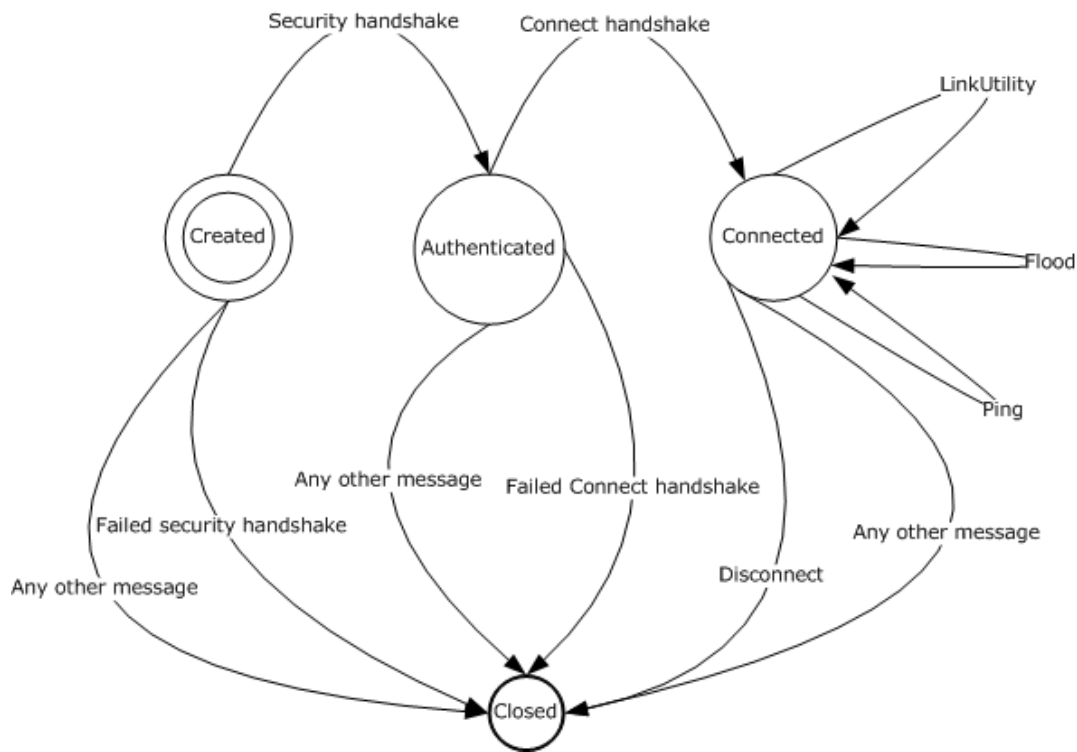 Security handshake
Connect handshake
LinkUtility
Created
Authenticated
Connected
Flood
Ping
Any other message
Failed Connect handshake
Failed security handshake
Any other message
Any other message
Disconnect
Closed